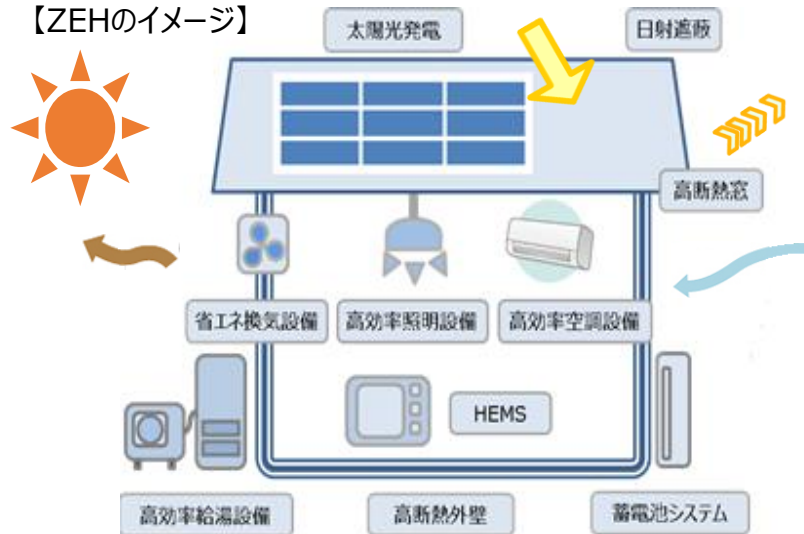 【ZEHのイメージ】
太陽光発電
日射遮蔽
高断熱窓
省エネ換気設備
高効率照明設備
高効率空調設備
HEMS
高効率給湯設備
高断熱外壁
蓄電池システム